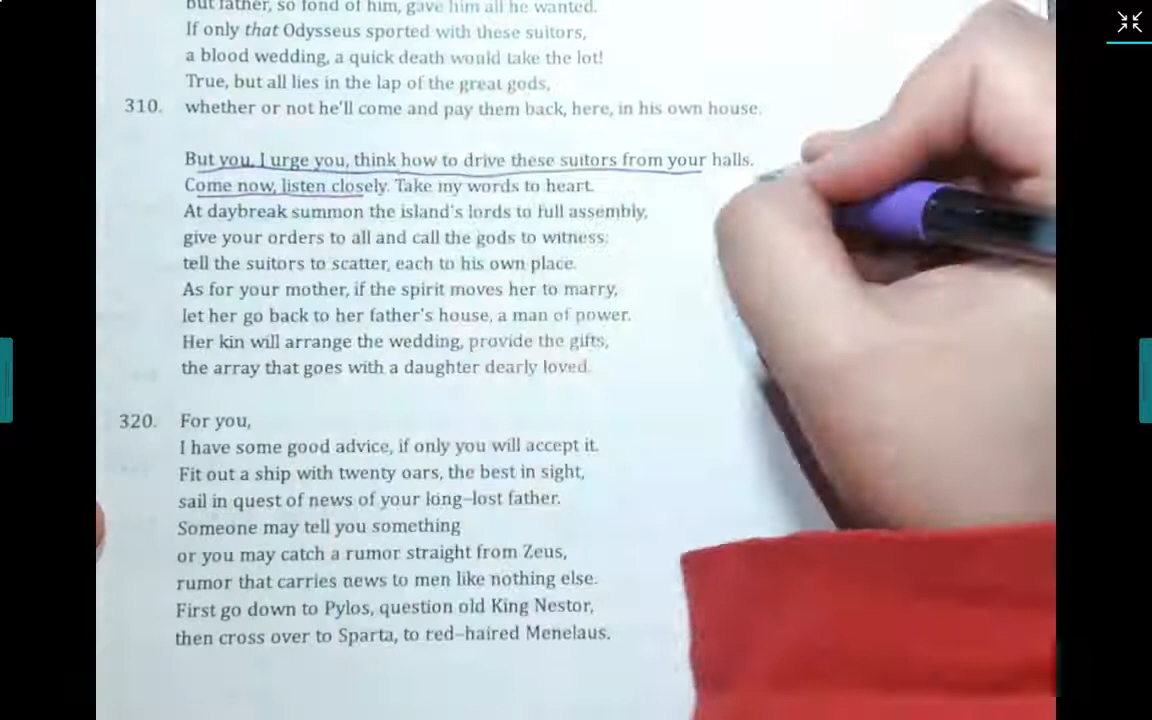 but father, so fond of him, gave him all he wanted.
If only that Odysseus sported with these suitors,
a blood wedding, a quick death would take the lot!
True, but all lies in the lap of the great gods,
310. whether or not he'll come and pay them back, here, in his own house.
But you, I urge you, think how to drive these suitors from your halls.
Come now, listen closely. Take my words to heart.
At daybreak summon the island's lords to full assembly,
give your orders to all and call the gods to witness:
tell the suitors to scatter, each to his own place.
As for your mother, if the spirit moves her to marry,
let her go back to her father's house, a man of power.
Her kin will arrange the wedding, provide the gifts,
the array that goes with a daughter dearly loved.
320. For you,
I have some good advice, if only you will accept it.
Fit out a ship with twenty oars, the best in sight,
sail in quest of news of your long-lost father.
Someone may tell you something
or you may catch a rumor straight from Zeus,
rumor that carries news to men like nothing else.
First go down to Pylos, question old King Nestor,
then cross over to Sparta, to red-haired Menelaus.